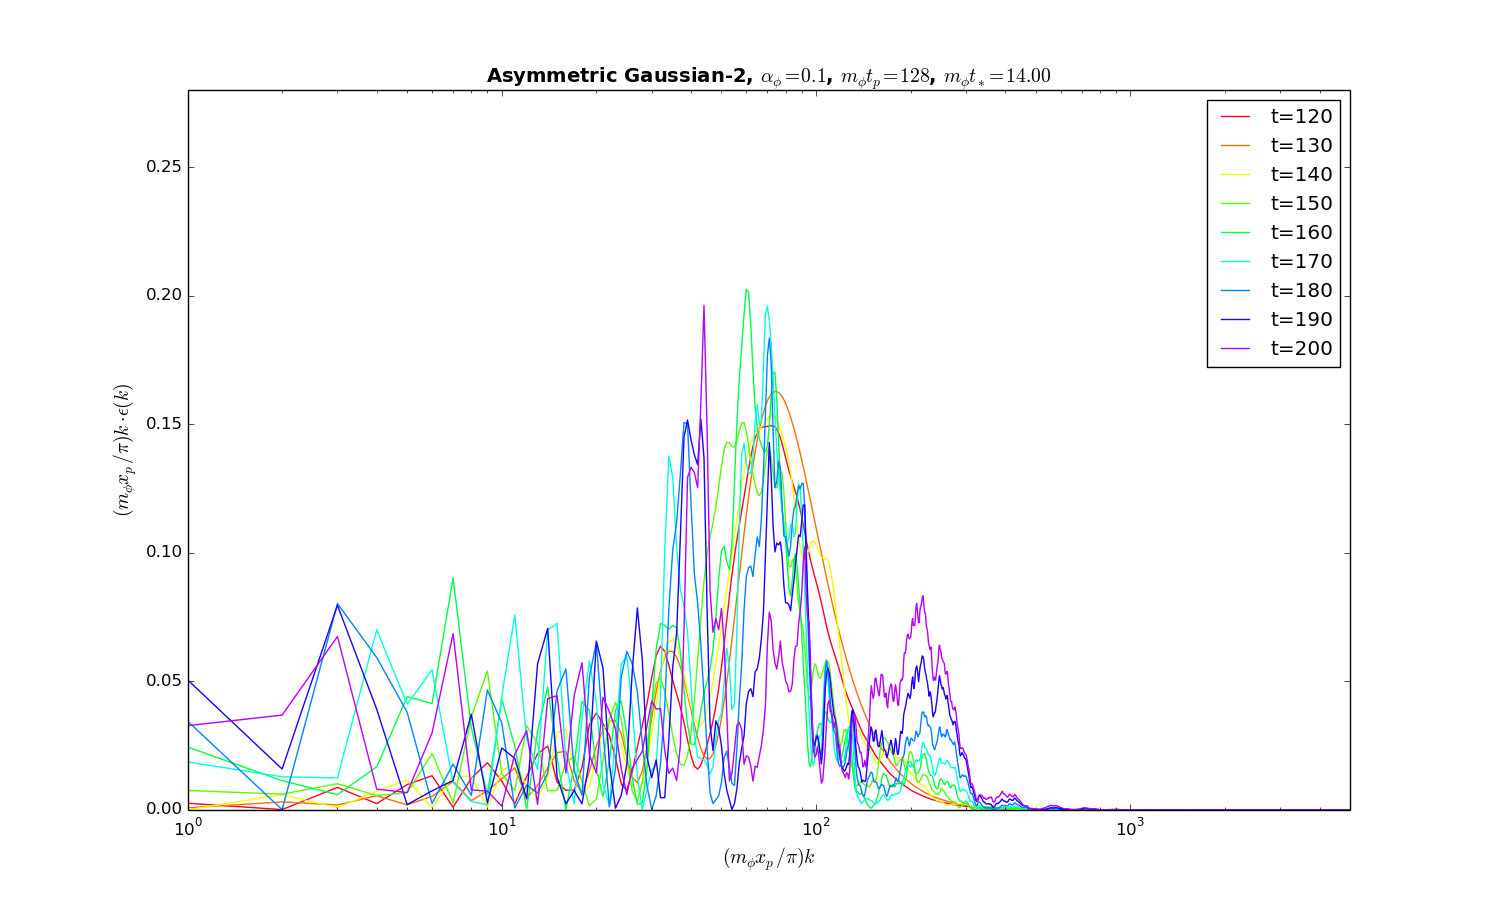 Asymmetric Gaussian-2, α_ϕ=0.1, m_ϕt_p=128, m_ϕt_*=14.00
0.25
0.20
0.15
0.10
0.05
0.00
(m_ϕx_p/π)k·ϵ(k)
t=120
t=130
t=140
t=150
t=160
t=170
t=180
t=190
t=200
10^0 10^1 10^2 10^3
(m_ϕx_p/π)k